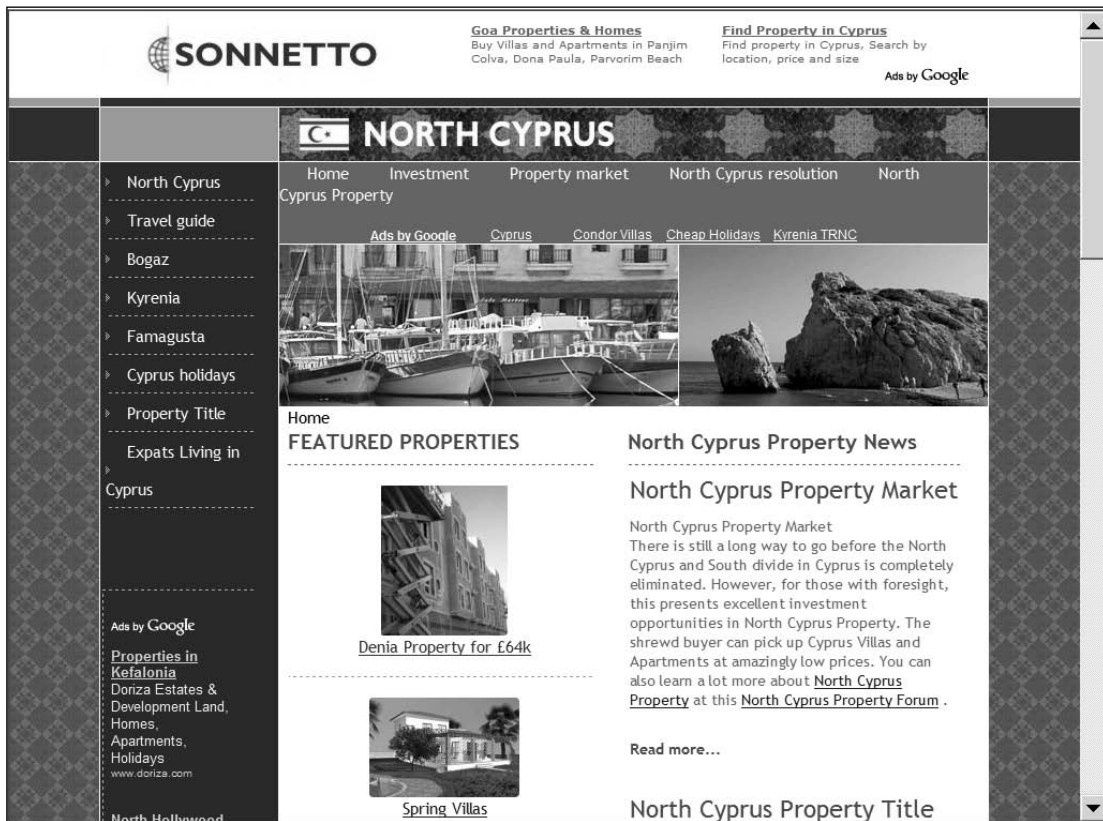 SONNETTO
Goa Properties & Homes
Buy Villas and Apartments in Panjim
Colva, Dona Paula, Parvorim Beach
Find Property in Cyprus
Find property in Cyprus, Search by
location, price and size
Ads by Google
NORTH CYPRUS
Home Investment Property market North Cyprus resolution North
Cyprus Property
Ads by Google Cyprus Condor Villas Cheap Holidays Kyrenia TRNC
North Cyprus
Travel guide
Bogaz
Kyrenia
Famagusta
Cyprus holidays
Property Title
Expats Living in
Cyprus
Ads by Google
Properties in
Kefalonia
Doriza Estates &
Development Land,
Homes,
Apartments,
Holidays
www.doriza.com
North Hollywood
Home
FEATURED PROPERTIES
Denia Property for £64k
Spring Villas
North Cyprus Property News
North Cyprus Property Market
North Cyprus Property Market
There is still a long way to go before the North
Cyprus and South divide in Cyprus is completely
eliminated. However, for those with foresight,
this presents excellent investment
opportunities in North Cyprus Property. The
shrewd buyer can pick up Cyprus Villas and
Apartments at amazingly low prices. You can
also learn a lot more about North Cyprus
Property at this North Cyprus Property Forum .
Read more...
North Cyprus Property Title